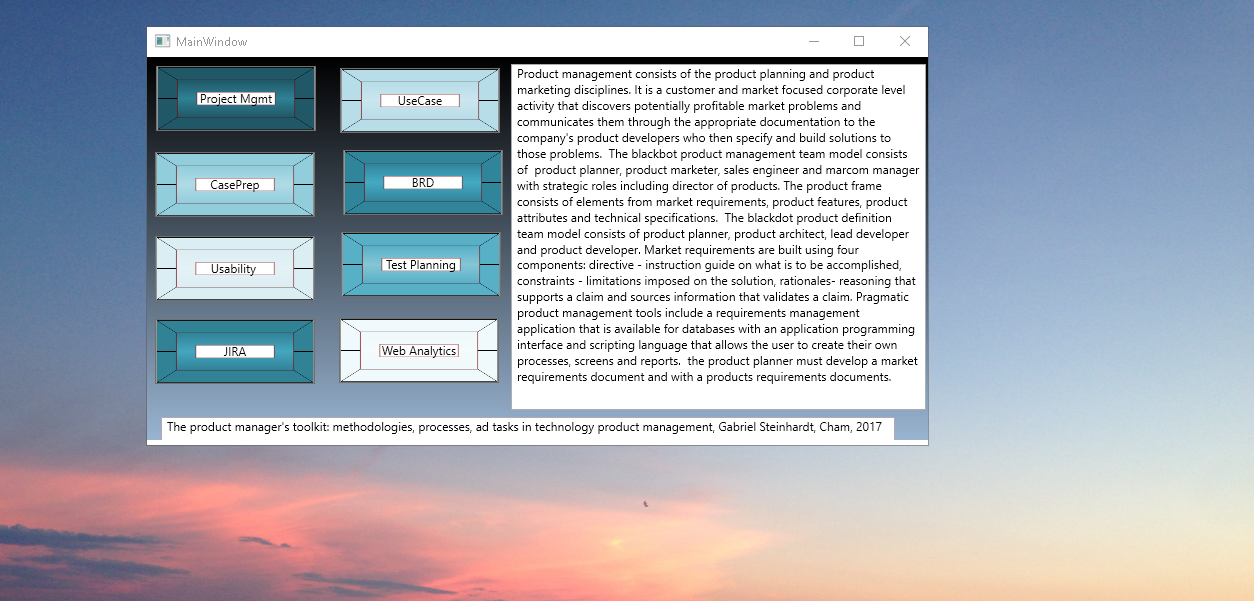 MainWindow
Project Mgmt
UseCase
CasePrep
BRD
Usability
Test Planning
JIRA
Web Analytics
Product management consists of the product planning and product
marketing disciplines. It is a customer and market focused corporate level
activity that discovers potentially profitable market problems and
communicates them through the appropriate documentation to the
company's product developers who then specify and build solutions to
those problems.  The blackbot product management team model consists
of  product planner, product marketer, sales engineer and marcom manager
with strategic roles including director of products. The product frame
consists of elements from market requirements, product features, product
attributes and technical specifications.  The blackdot product definition
team model consists of product planner, product architect, lead developer
and product developer. Market requirements are built using four
components: directive - instruction guide on what is to be accomplished,
constraints - limitations imposed on the solution, rationales- reasoning that
supports a claim and sources information that validates a claim. Pragmatic
product management tools include a requirements management
application that is available for databases with an application programming
interface and scripting language that allows the user to create their own
processes, screens and reports.  the product planner must develop a market
requirements document and with a products requirements documents.
The product manager's toolkit: methodologies, processes, ad tasks in technology product management, Gabriel Steinhardt, Cham, 2017